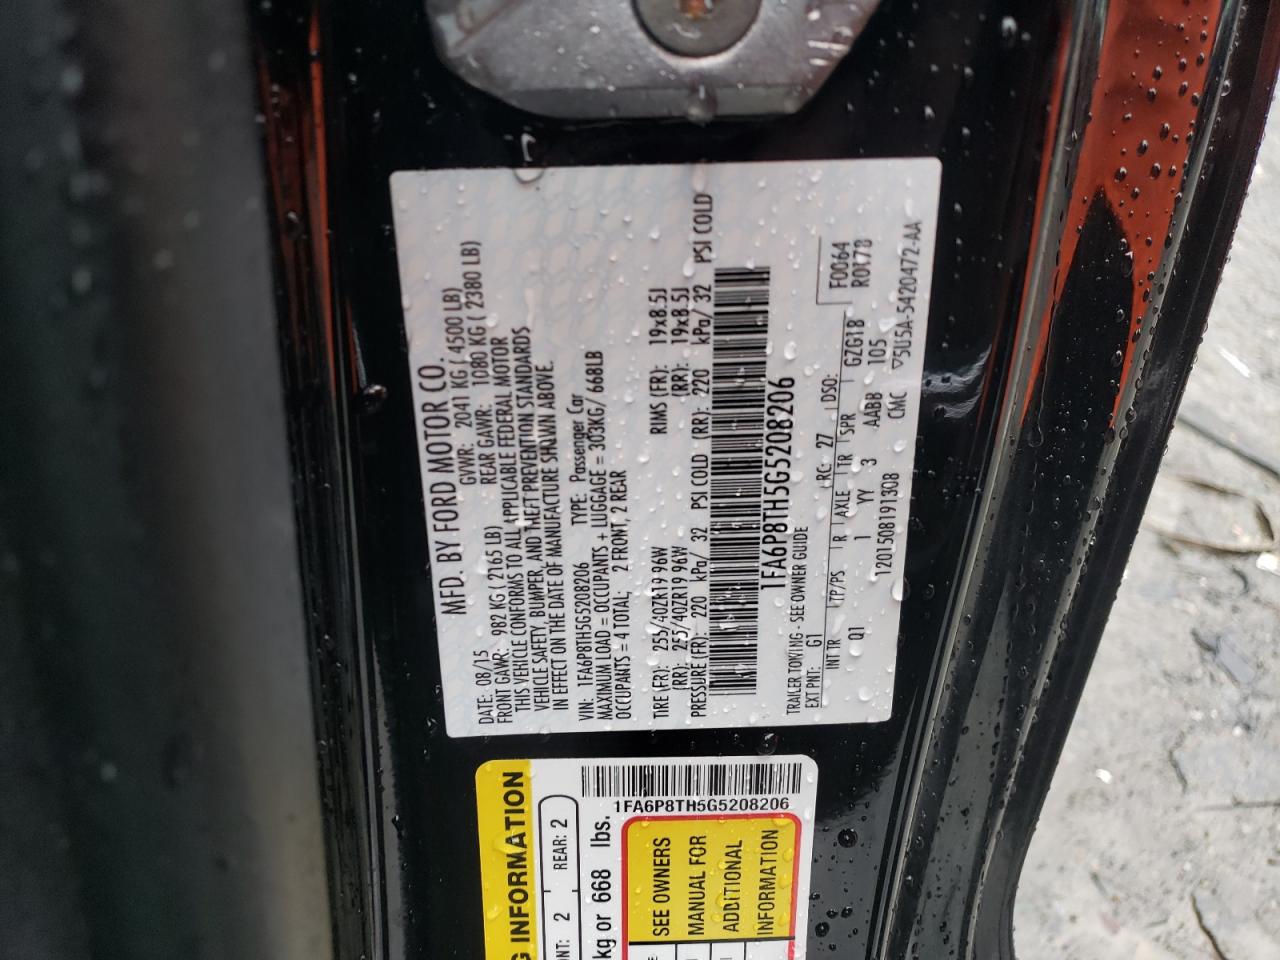 MFD. BY FORD MOTOR CO.
DATE: 08/15 GVWR: 2041 KG ( 4500 LB)
FRONT GAWR: 982 KG ( 2165 LB) REAR GAWR: 1080 KG ( 2380 LB)
THIS VEHICLE CONFORMS TO ALL APPLICABLE FEDERAL MOTOR
VEHICLE SAFETY, BUMPER, AND THEFT PREVENTION STANDARDS
IN EFFECT ON THE DATE OF MANUFACTURE SHOWN ABOVE.
VIN: 1FA6P8TH5G5208206 TYPE: Passenger Car
MAXIMUM LOAD = OCCUPANTS + LUGGAGE = 303KG/ 668LB
OCCUPANTS = 4 TOTAL; 2 FRONT, 2 REAR
TIRE (FR): 255/40ZR19 96W RIMS (FR): 19x8.5J
(RR): 255/40ZR19 96W (RR): 19x8.5J
PRESSURE (FR): 220 kPa/ 32 PSI COLD (RR): 220 kPa/ 32 PSI COLD
1FA6P8TH5G5208206
TRAILER TOWING - SEE OWNER GUIDE
EXT PNT: G1 RC: 27 DSO: F0064
INT TR TP/PS R AXLE TR SPR R0178
Q1 1 YY 3 AABB GZG1B
105
1201508191308 CMC ▽5U5A-5420472-AA
INFORMATION
2 REAR: 2
kg or 668 lbs.
1FA6P8TH5G5208206
SEE OWNERS
MANUAL FOR
ADDITIONAL
INFORMATION